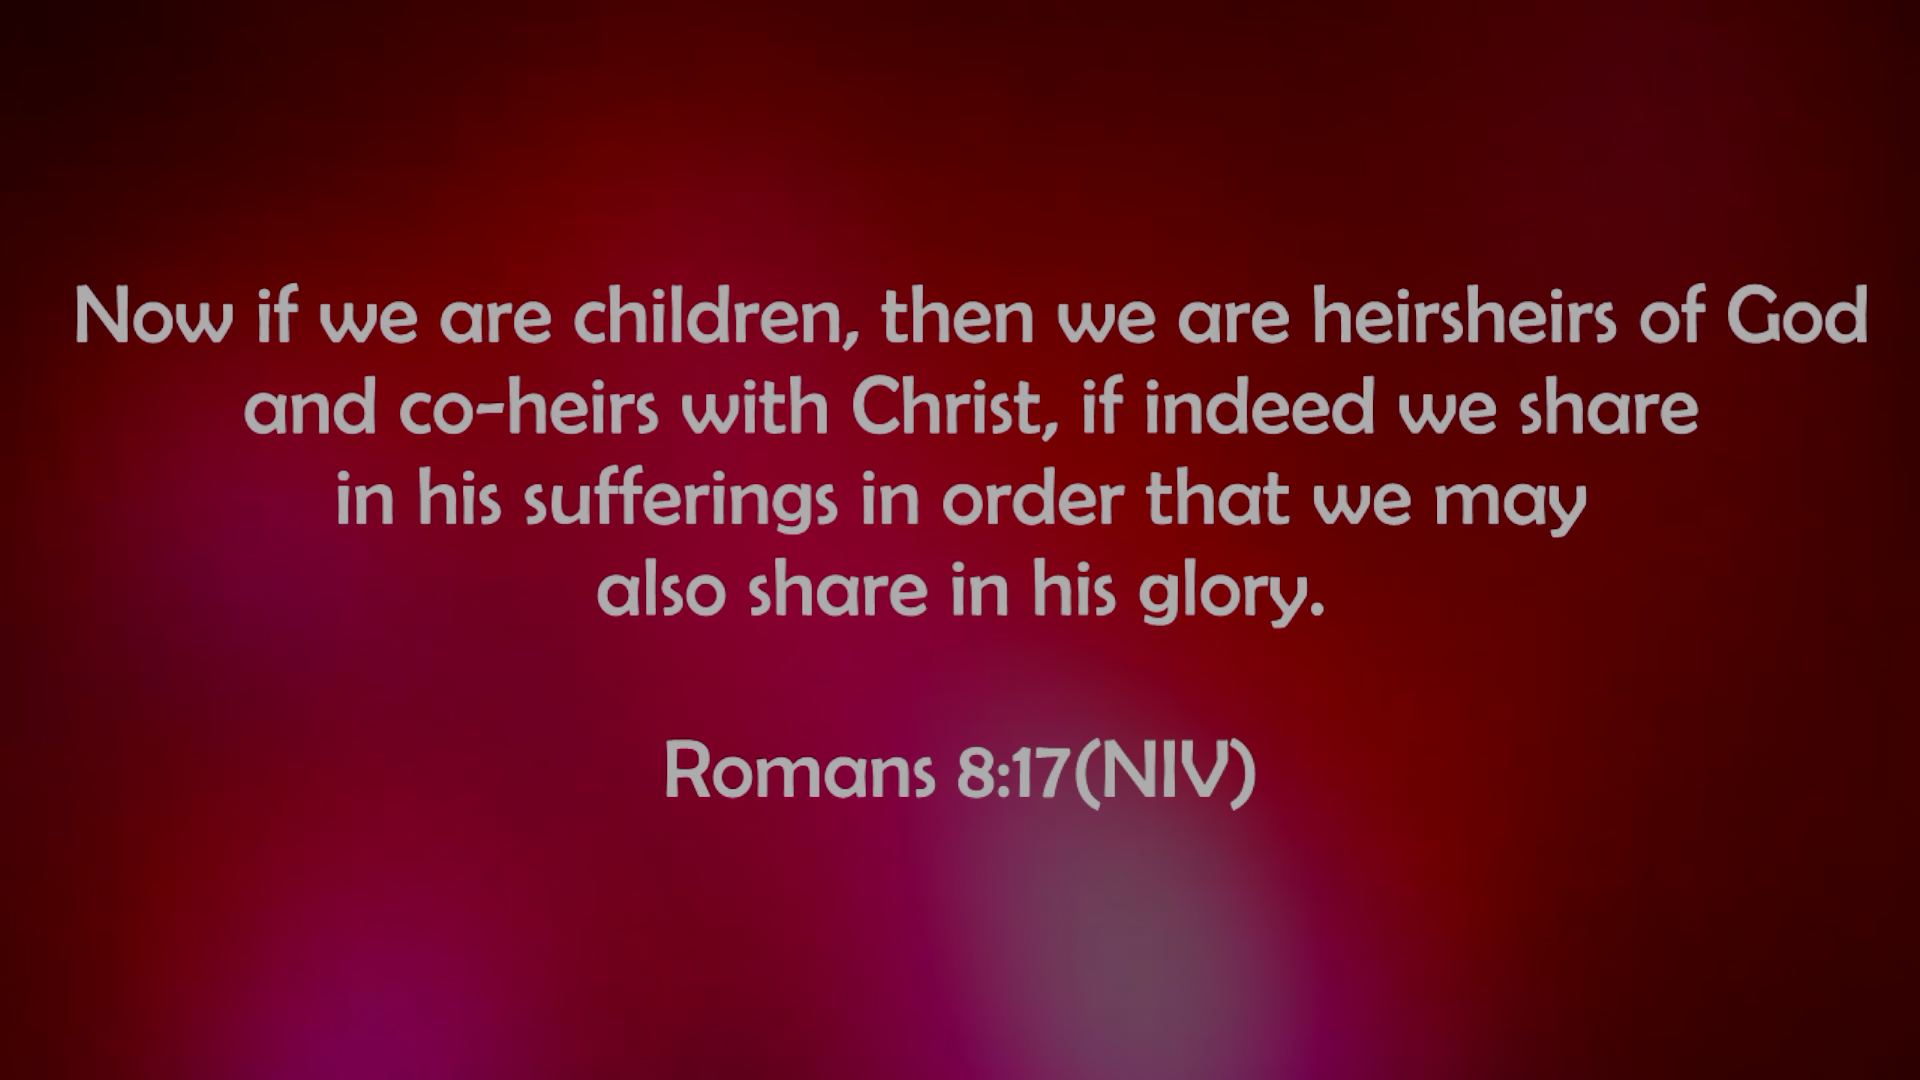 Now if we are children, then we are heirsheirs of God
and co-heirs with Christ, if indeed we share
in his sufferings in order that we may
also share in his glory.
Romans 8:17(NIV)